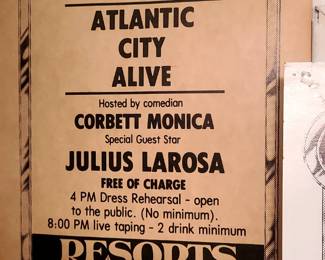 ATLANTIC
CITY
ALIVE
Hosted by comedian
CORBETT MONICA
Special Guest Star
JULIUS LAROSA
FREE OF CHARGE
4 PM Dress Rehearsal - open
to the public. (No minimum).
8:00 PM live taping - 2 drink minimum
RESORTS